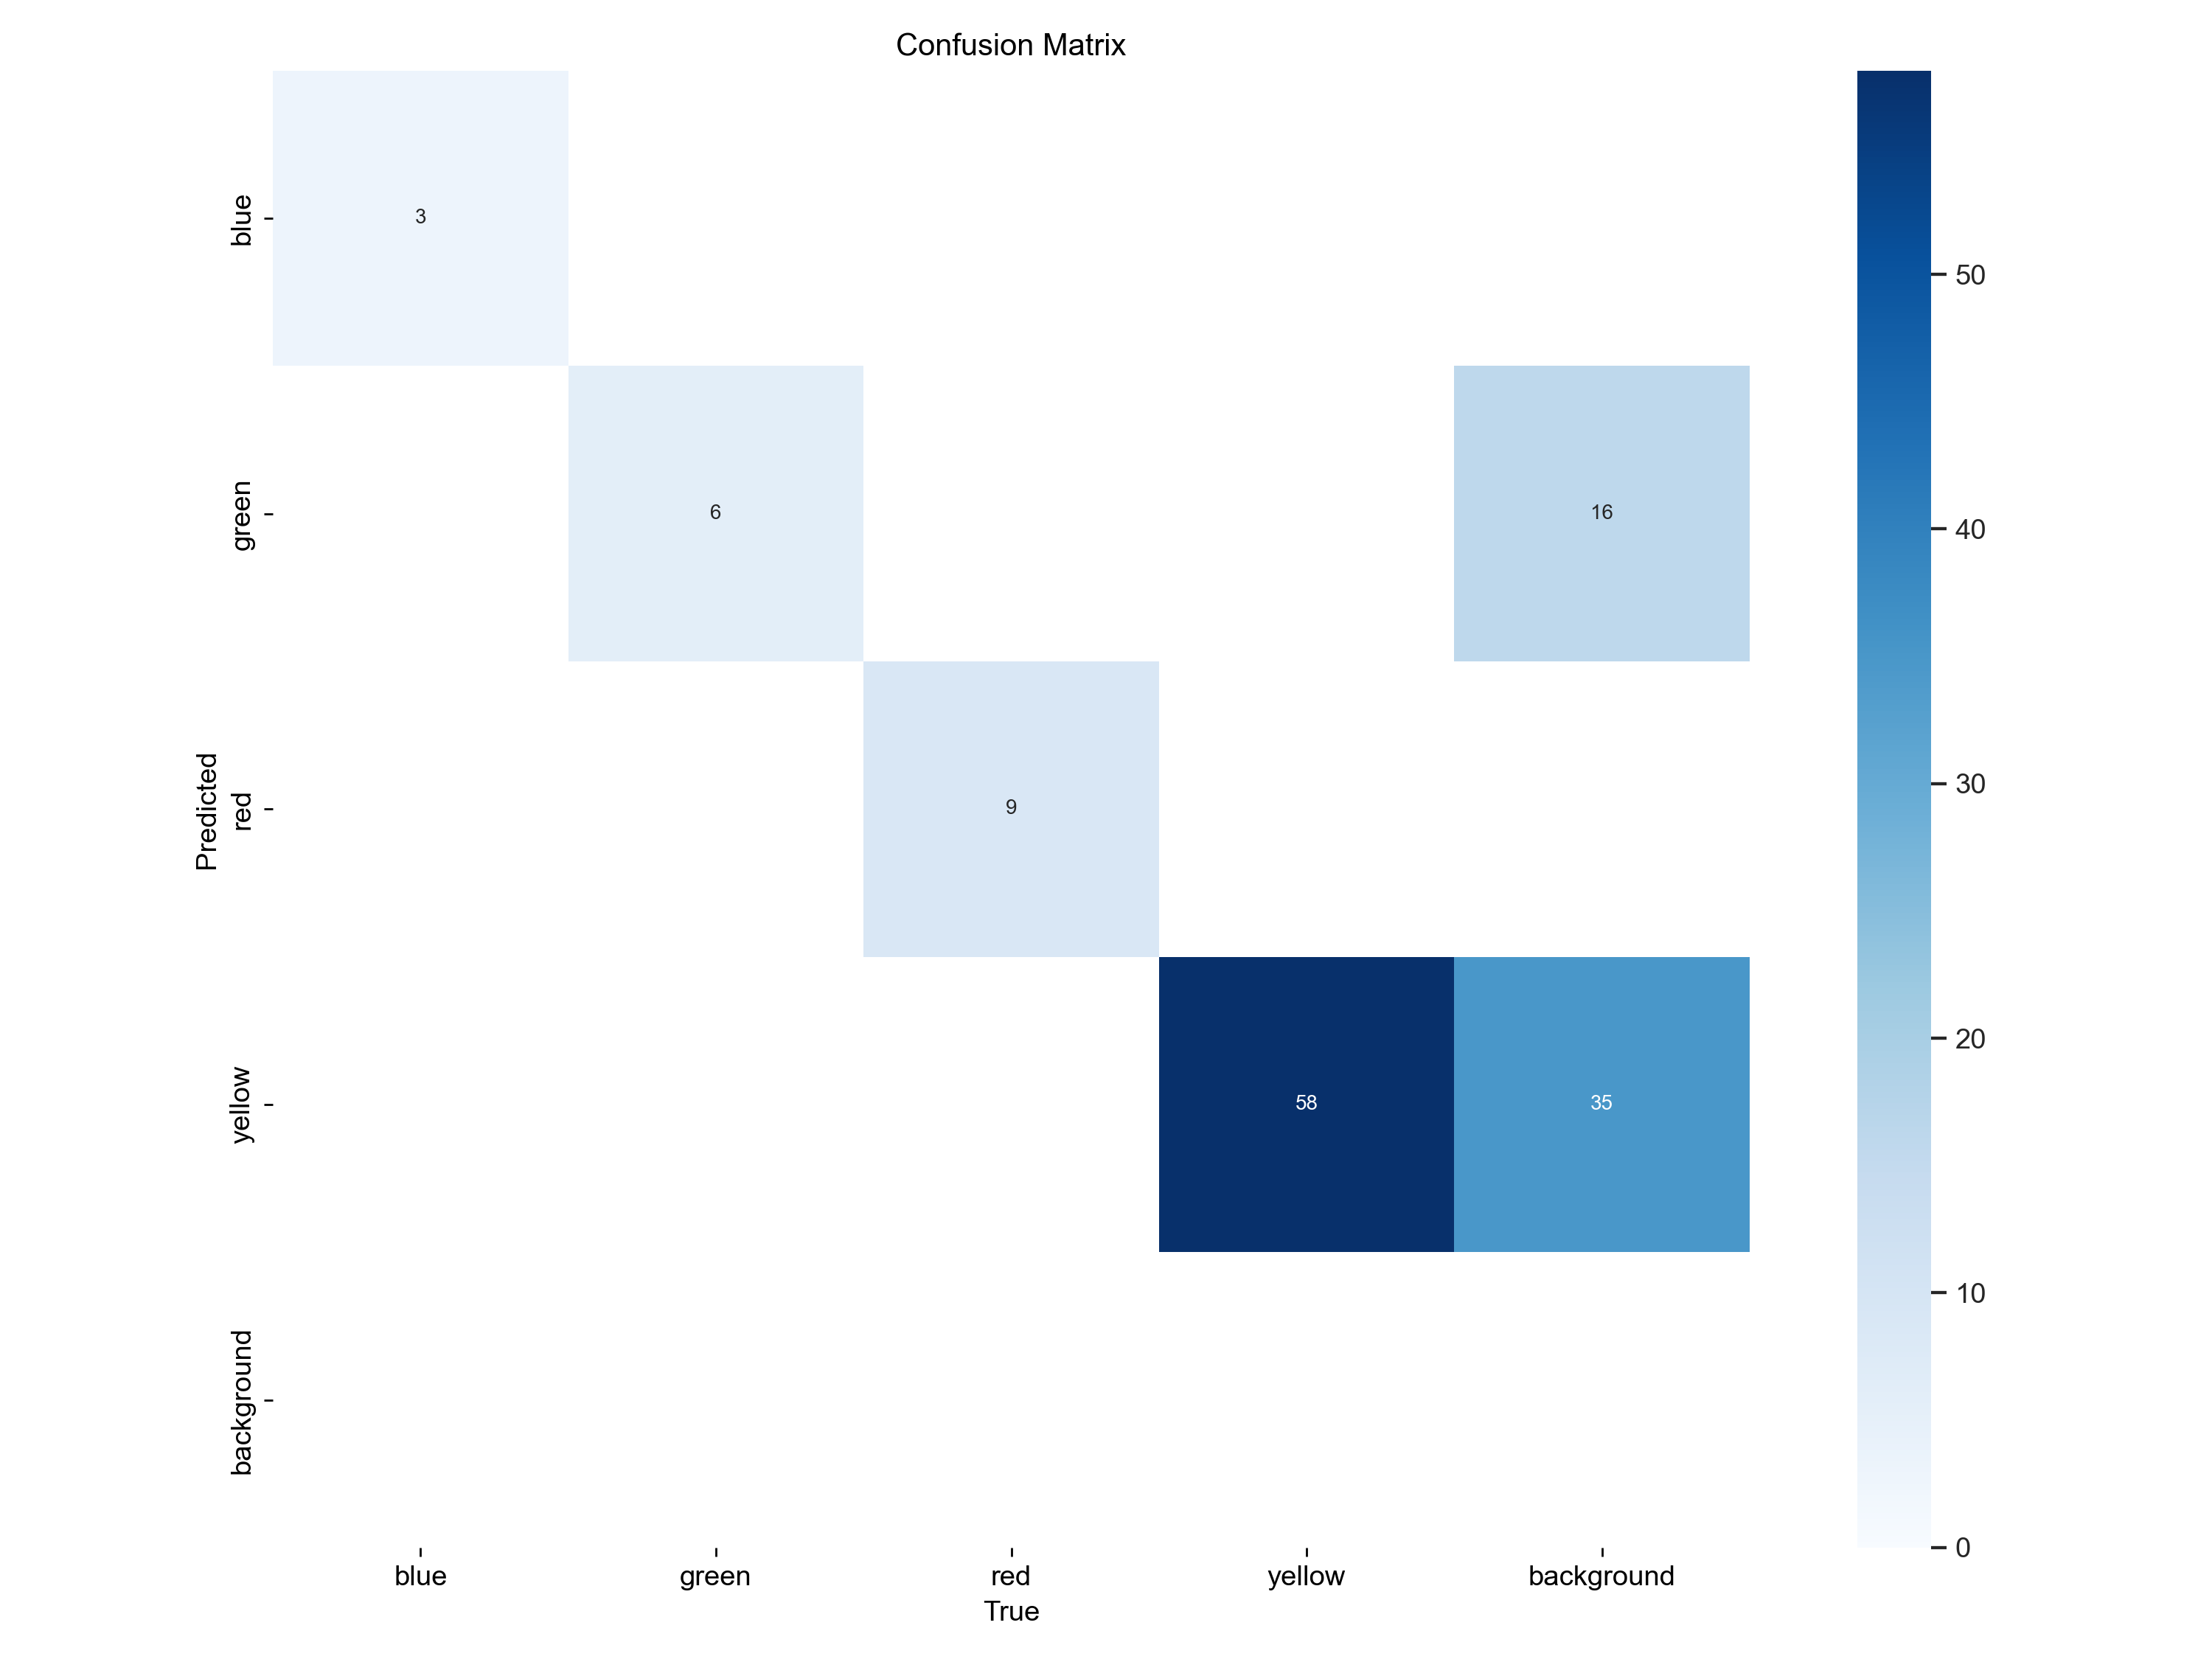 Confusion Matrix
3
blue
50
6
16
green
40
9
30
red
Predicted
20
58
35
yellow
10
background
0
blue
green
red
yellow
background
True